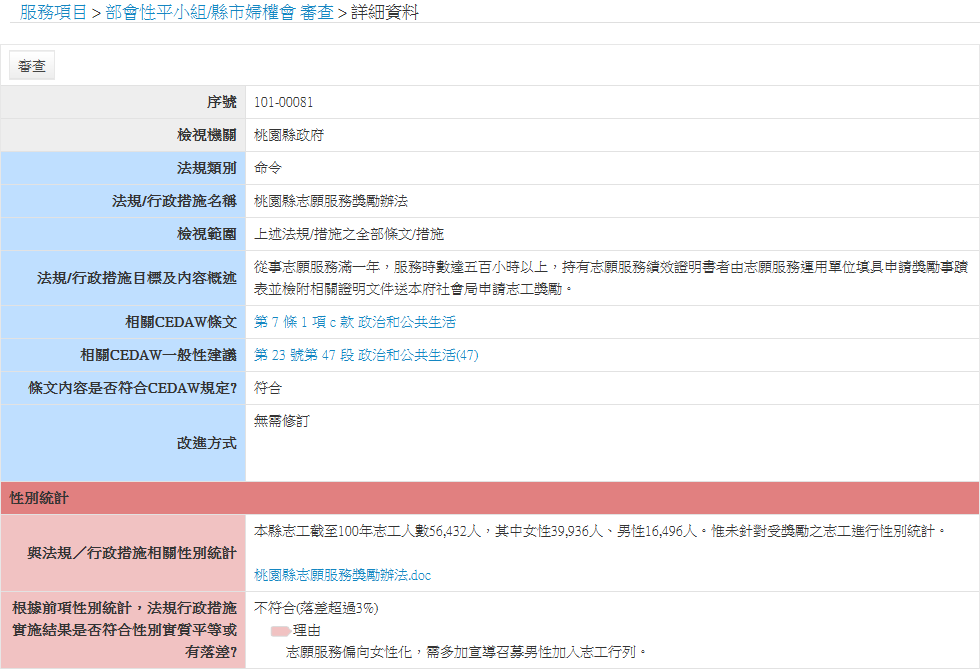 服務項目 > 部會性平小組/縣市婦權會 審查 > 詳細資料
審查
序號 101-00081
檢視機關 桃園縣政府
法規類別 命令
法規/行政措施名稱 桃園縣志願服務獎勵辦法
檢視範圍 上述法規/措施之全部條文/措施
法規/行政措施目標及內容概述 從事志願服務滿一年，服務時數達五百小時以上，持有志願服務績效證明書者由志願服務運用單位填具申請獎勵事蹟
表並檢附相關證明文件送本府社會局申請志工獎勵。
相關CEDAW條文 第 7 條 1 項 c 款 政治和公共生活
相關CEDAW一般性建議 第 23 號第 47 段 政治和公共生活(47)
條文內容是否符合CEDAW規定? 符合
改進方式 無需修訂
性別統計
與法規／行政措施相關性別統計 本縣志工截至100年志工人數56,432人，其中女性39,936人、男性16,496人。惟未針對受獎勵之志工進行性別統計。
桃園縣志願服務獎勵辦法.doc
根據前項性別統計，法規行政措施
實施結果是否符合性別實質平等或
有落差?
不符合(落差超過3%)
理由
志願服務偏向女性化，需多加宣導召募男性加入志工行列。